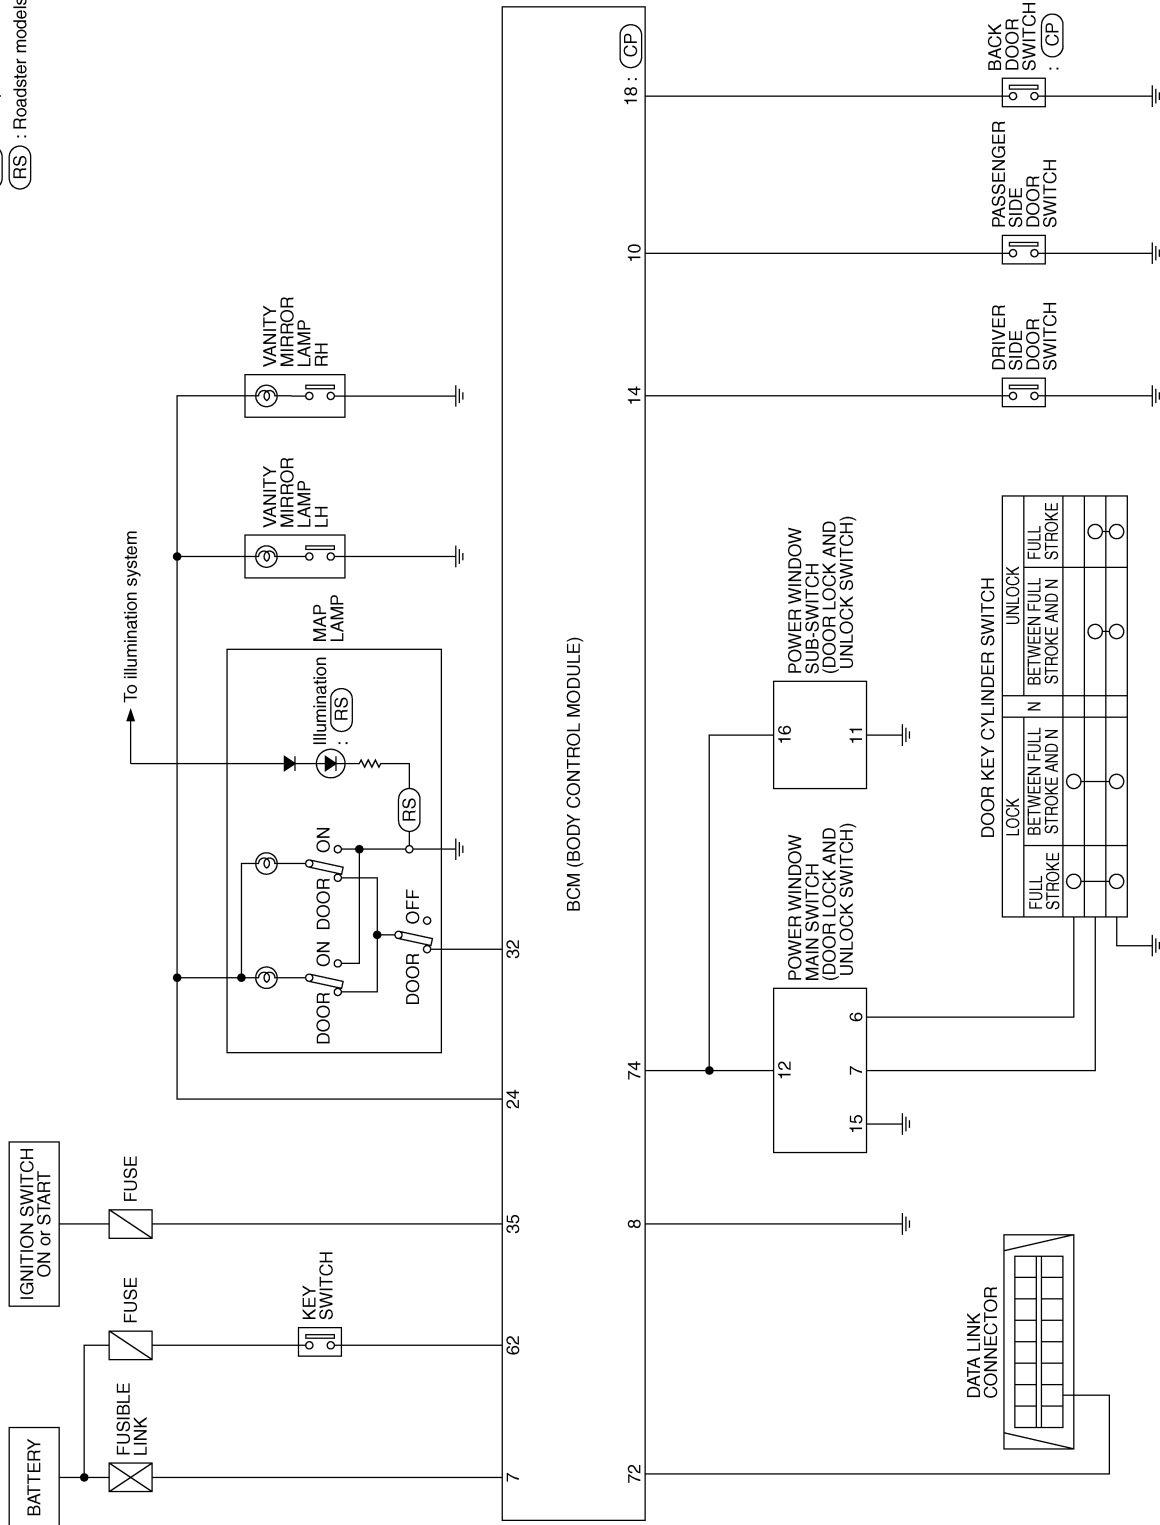 RS : Roadster models
BATTERY
IGNITION SWITCH
ON or START
FUSIBLE
LINK
FUSE
FUSE
KEY
SWITCH
To illumination system
MAP
LAMP
Illumination
: RS
DOOR
ON
DOOR
ON
DOOR
OFF
RS
VANITY
MIRROR
LAMP
LH
VANITY
MIRROR
LAMP
RH
7
62
35
24
32
BCM (BODY CONTROL MODULE)
72
8
74
14
10
18 : CP
DATA LINK
CONNECTOR
POWER WINDOW
MAIN SWITCH
(DOOR LOCK AND
UNLOCK SWITCH)
12
15
7
6
POWER WINDOW
SUB-SWITCH
(DOOR LOCK AND
UNLOCK SWITCH)
16
11
DOOR KEY CYLINDER SWITCH
LOCK
N
UNLOCK
FULL
STROKE
BETWEEN FULL
STROKE AND N
BETWEEN FULL
STROKE AND N
FULL
STROKE
DRIVER
SIDE
DOOR
SWITCH
PASSENGER
SIDE
DOOR
SWITCH
BACK
DOOR
SWITCH
: CP